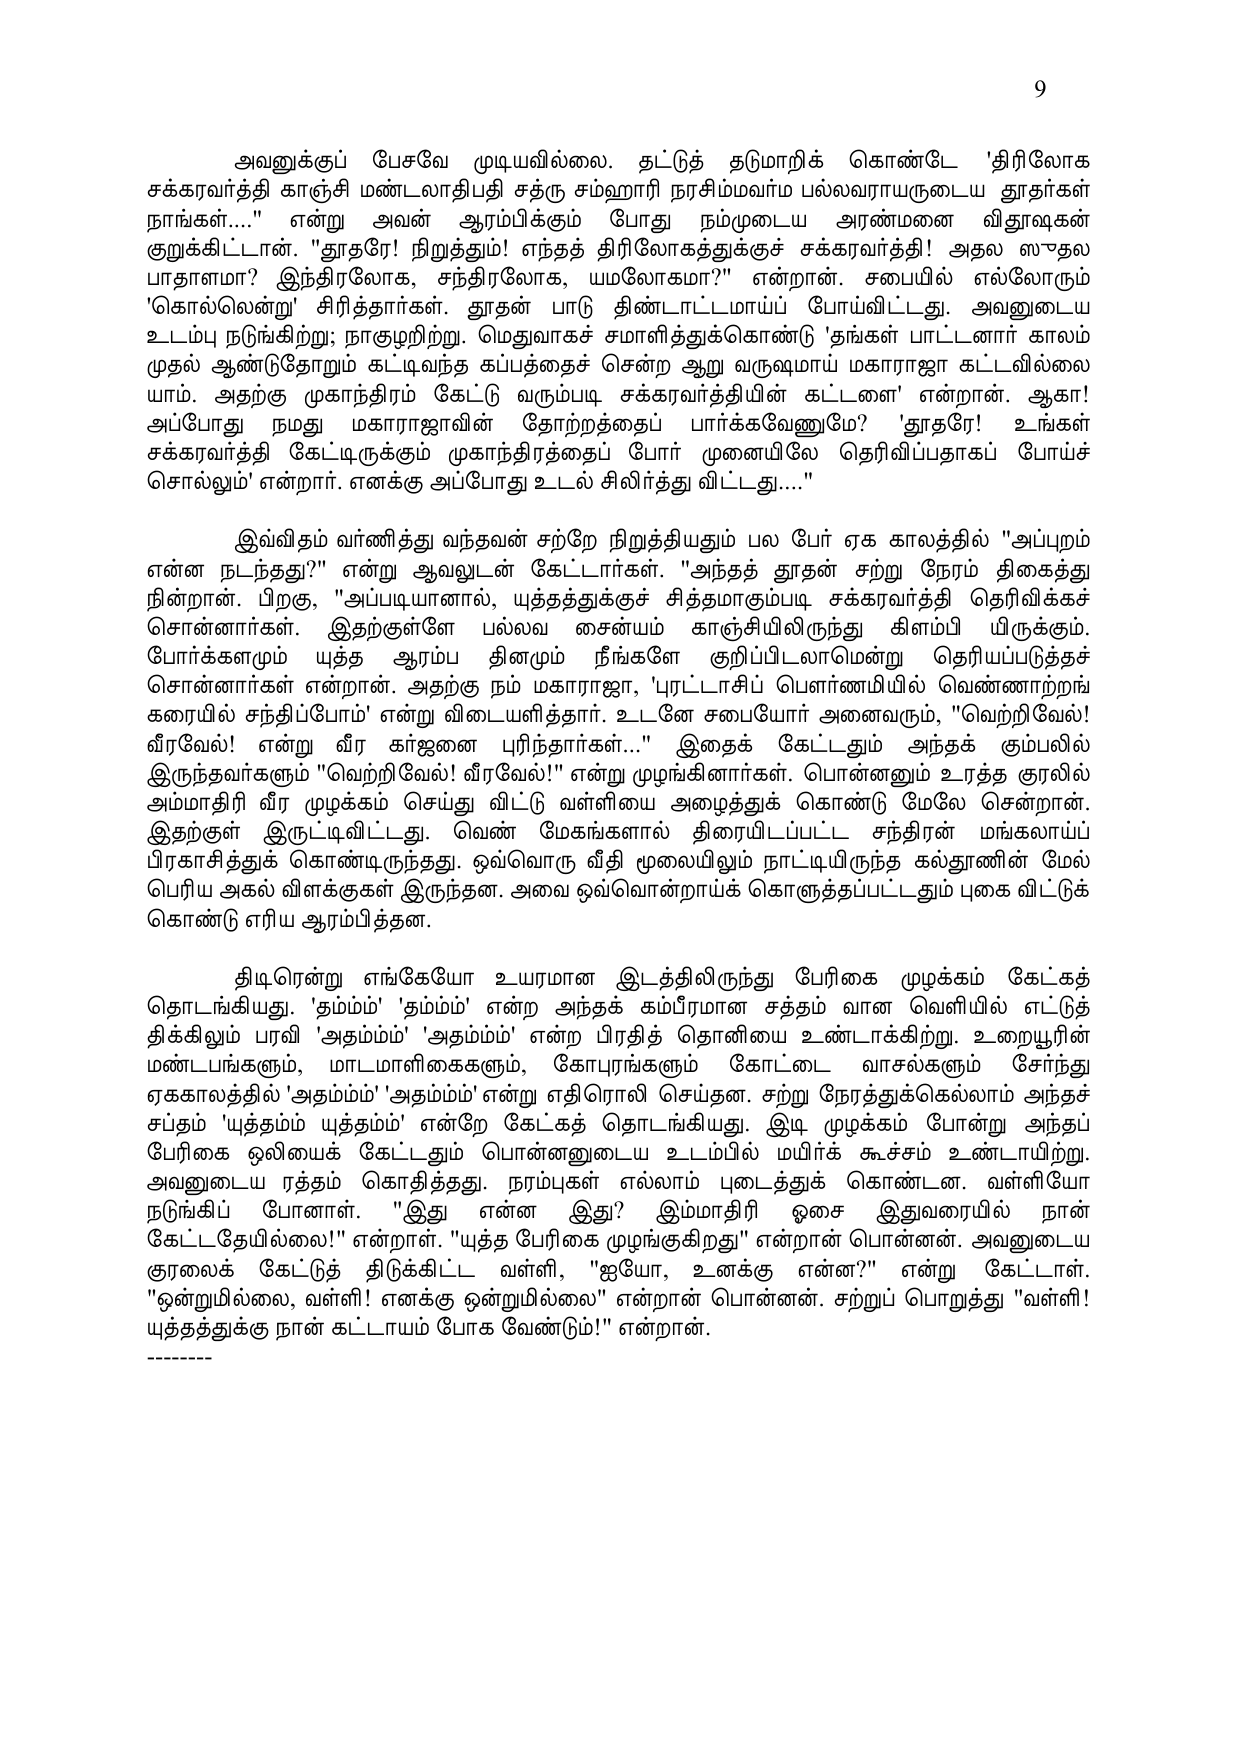 9
அவனுக்குப் பேசவே முடியவில்லை. தட்டுத் தடுமாறிக் கொண்டே 'திரிலோக
சக்கரவர்த்தி காஞ்சி மண்டலாதிபதி சத்ரு சம்ஹாரி நரசிம்மவர்ம பல்லவராயருடைய தூதர்கள்
நாங்கள்...." என்று அவன் ஆரம்பிக்கும் போது நம்முடைய அரண்மனை விதூஷகன்
குறுக்கிட்டான். "தூதரே! நிறுத்தும்! எந்தத் திரிலோகத்துக்குச் சக்கரவர்த்தி! அதல ஸுதல
பாதாளமா? இந்திரலோக, சந்திரலோக, யமலோகமா?" என்றான். சபையில் எல்லோரும்
'கொல்லென்று' சிரித்தார்கள். தூதன் பாடு திண்டாட்டமாய்ப் போய்விட்டது. அவனுடைய
உடம்பு நடுங்கிற்று; நாகுழறிற்று. மெதுவாகச் சமாளித்துக்கொண்டு 'தங்கள் பாட்டனார் காலம்
முதல் ஆண்டுதோறும் கட்டிவந்த கப்பத்தைச் சென்ற ஆறு வருஷமாய் மகாராஜா கட்டவில்லை
யாம். அதற்கு முகாந்திரம் கேட்டு வரும்படி சக்கரவர்த்தியின் கட்டளை' என்றான். ஆகா!
அப்போது நமது மகாராஜாவின் தோற்றத்தைப் பார்க்கவேணுமே? 'தூதரே! உங்கள்
சக்கரவர்த்தி கேட்டிருக்கும் முகாந்திரத்தைப் போர் முனையிலே தெரிவிப்பதாகப் போய்ச்
சொல்லும்' என்றார். எனக்கு அப்போது உடல் சிலிர்த்து விட்டது...."
இவ்விதம் வர்ணித்து வந்தவன் சற்றே நிறுத்தியதும் பல பேர் ஏக காலத்தில் "அப்புறம்
என்ன நடந்தது?" என்று ஆவலுடன் கேட்டார்கள். "அந்தத் தூதன் சற்று நேரம் திகைத்து
நின்றான். பிறகு, "அப்படியானால், யுத்தத்துக்குச் சித்தமாகும்படி சக்கரவர்த்தி தெரிவிக்கச்
சொன்னார்கள். இதற்குள்ளே பல்லவ சைன்யம் காஞ்சியிலிருந்து கிளம்பி யிருக்கும்.
போர்க்களமும் யுத்த ஆரம்ப தினமும் நீங்களே குறிப்பிடலாமென்று தெரியப்படுத்தச்
சொன்னார்கள் என்றான். அதற்கு நம் மகாராஜா, 'புரட்டாசிப் பௌர்ணமியில் வெண்ணாற்றங்
கரையில் சந்திப்போம்' என்று விடையளித்தார். உடனே சபையோர் அனைவரும், "வெற்றிவேல்!
வீரவேல்! என்று வீர கர்ஜனை புரிந்தார்கள்..." இதைக் கேட்டதும் அந்தக் கும்பலில்
இருந்தவர்களும் "வெற்றிவேல்! வீரவேல்!" என்று முழங்கினார்கள். பொன்னனும் உரத்த குரலில்
அம்மாதிரி வீர முழக்கம் செய்து விட்டு வள்ளியை அழைத்துக் கொண்டு மேலே சென்றான்.
இதற்குள் இருட்டிவிட்டது. வெண் மேகங்களால் திரையிடப்பட்ட சந்திரன் மங்கலாய்ப்
பிரகாசித்துக் கொண்டிருந்தது. ஒவ்வொரு வீதி மூலையிலும் நாட்டியிருந்த கல்தூணின் மேல்
பெரிய அகல் விளக்குகள் இருந்தன. அவை ஒவ்வொன்றாய்க் கொளுத்தப்பட்டதும் புகை விட்டுக்
கொண்டு எரிய ஆரம்பித்தன.
திடிரென்று எங்கேயோ உயரமான இடத்திலிருந்து பேரிகை முழக்கம் கேட்கத்
தொடங்கியது. 'தம்ம்ம்' 'தம்ம்ம்' என்ற அந்தக் கம்பீரமான சத்தம் வான வெளியில் எட்டுத்
திக்கிலும் பரவி 'அதம்ம்ம்' 'அதம்ம்ம்' என்ற பிரதித் தொனியை உண்டாக்கிற்று. உறையூரின்
மண்டபங்களும், மாடமாளிகைகளும், கோபுரங்களும் கோட்டை வாசல்களும் சேர்ந்து
ஏககாலத்தில் 'அதம்ம்ம்' 'அதம்ம்ம்' என்று எதிரொலி செய்தன. சற்று நேரத்துக்கெல்லாம் அந்தச்
சப்தம் 'யுத்தம்ம் யுத்தம்ம்' என்றே கேட்கத் தொடங்கியது. இடி முழக்கம் போன்று அந்தப்
பேரிகை ஒலியைக் கேட்டதும் பொன்னனுடைய உடம்பில் மயிர்க் கூச்சம் உண்டாயிற்று.
அவனுடைய ரத்தம் கொதித்தது. நரம்புகள் எல்லாம் புடைத்துக் கொண்டன. வள்ளியோ
நடுங்கிப் போனாள். "இது என்ன இது? இம்மாதிரி ஓசை இதுவரையில் நான்
கேட்டதேயில்லை!" என்றாள். "யுத்த பேரிகை முழங்குகிறது" என்றான் பொன்னன். அவனுடைய
குரலைக் கேட்டுத் திடுக்கிட்ட வள்ளி, "ஐயோ, உனக்கு என்ன?" என்று கேட்டாள்.
"ஒன்றுமில்லை, வள்ளி! எனக்கு ஒன்றுமில்லை" என்றான் பொன்னன். சற்றுப் பொறுத்து "வள்ளி!
யுத்தத்துக்கு நான் கட்டாயம் போக வேண்டும்!" என்றான்.
--------